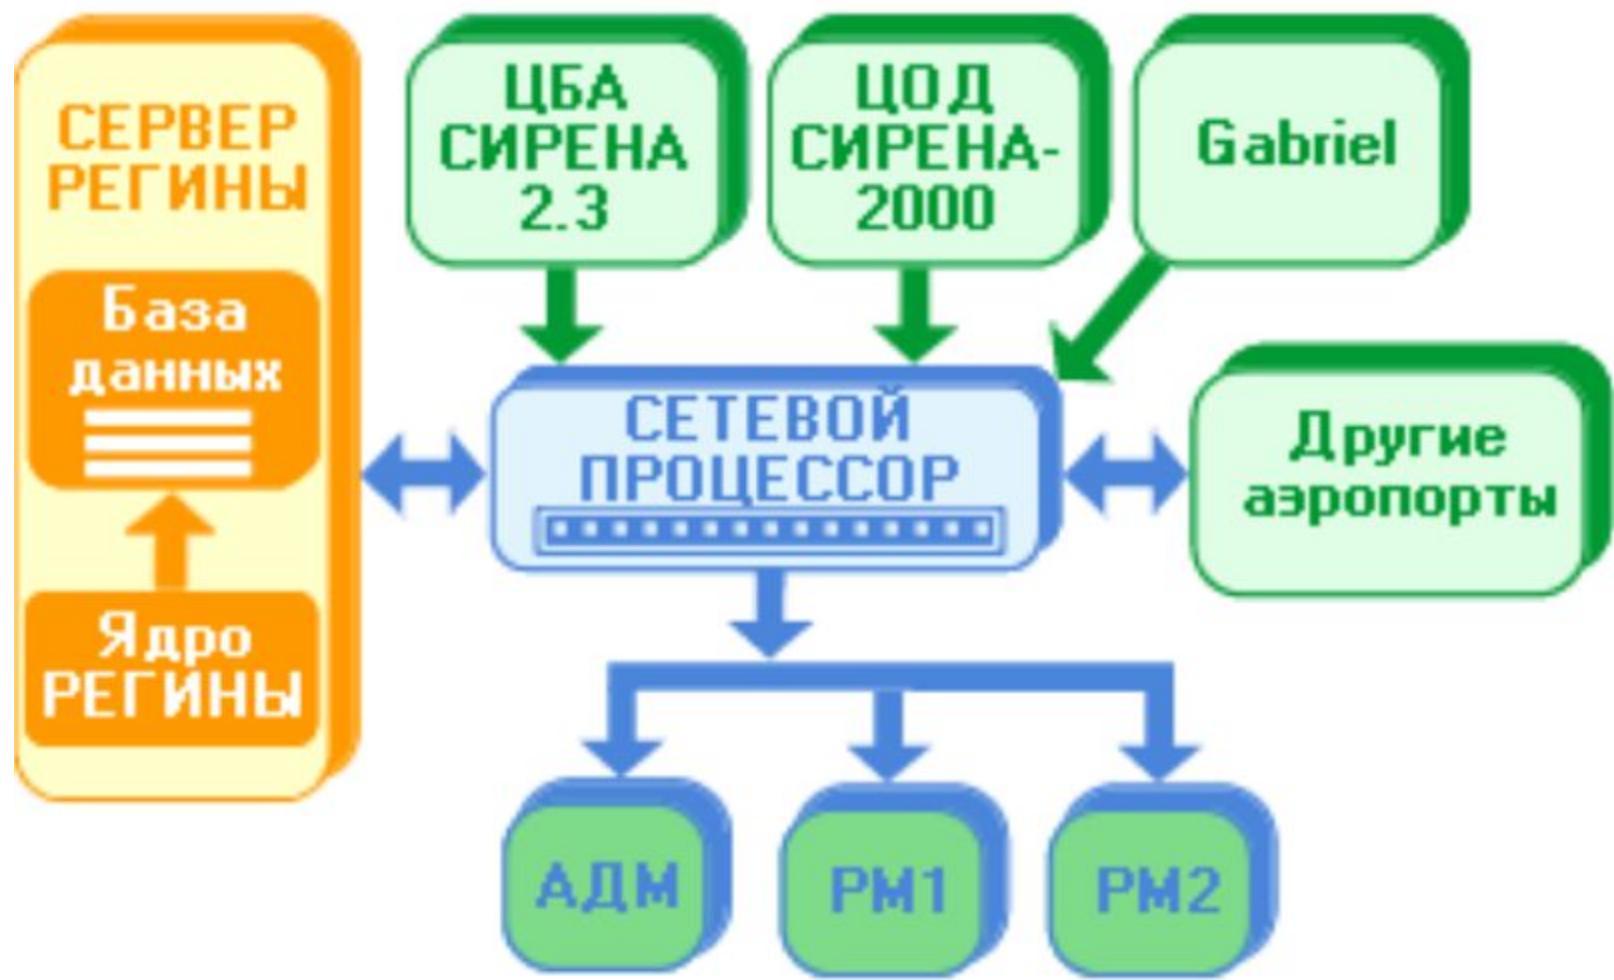 СЕРВЕР
РЕГИНЫ
База
данных
Ядро
РЕГИНЫ
ЦБА
СИРЕНА
2.3
ЦОД
СИРЕНА-
2000
Gabriel
СЕТЕВОЙ
ПРОЦЕССОР
Другие
аэропорты
АДМ
РМ1
РМ2